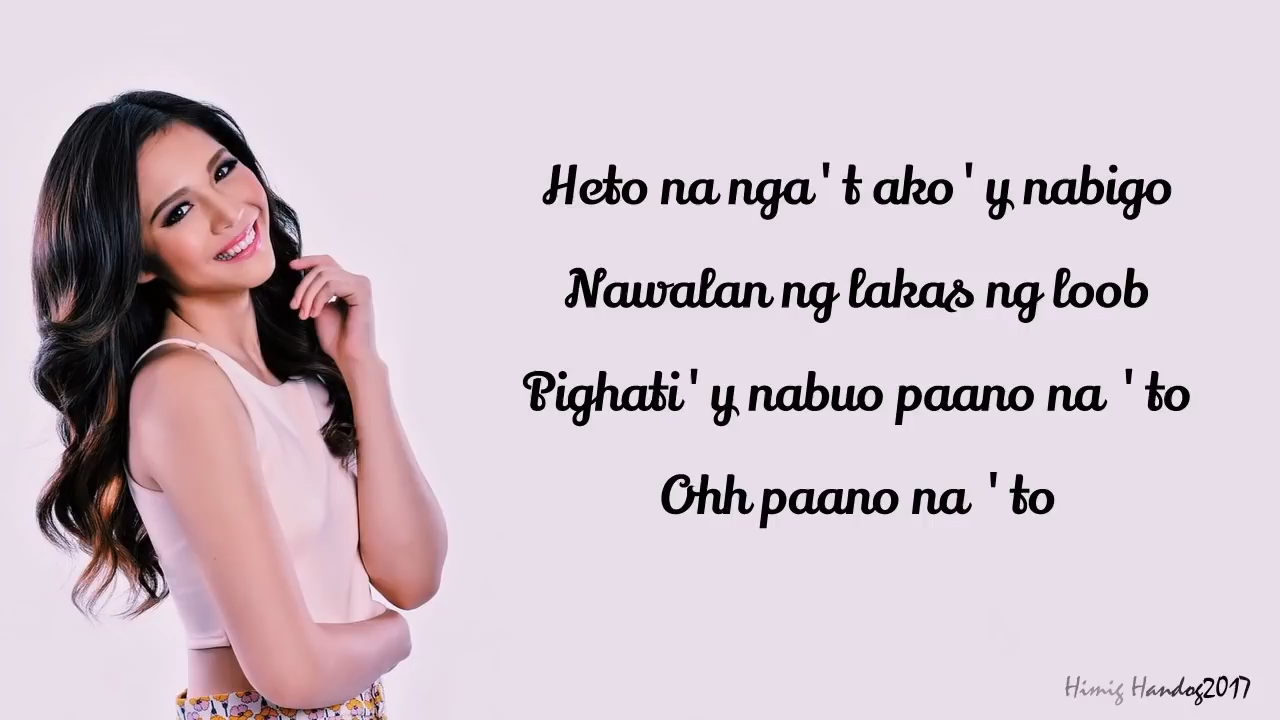 Heto na nga ' t ako ' y nabigo
Nawalan ng lakas ng loob
Pighati ' y nabuo paano na ' to
Ohh paano na ' to
Himig Handog2017